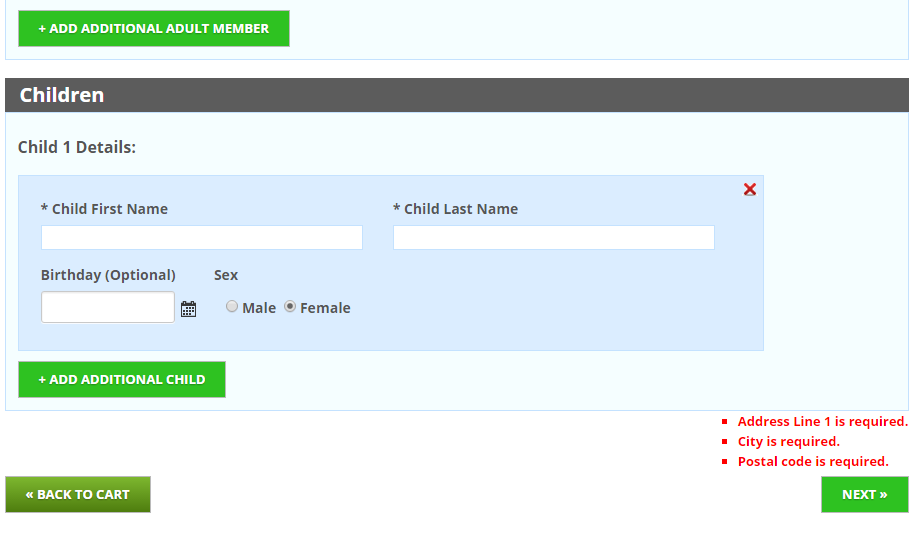 + ADD ADDITIONAL ADULT MEMBER
Children
Child 1 Details:
* Child First Name * Child Last Name
Birthday (Optional) Sex
Male Female
+ ADD ADDITIONAL CHILD
Address Line 1 is required.
City is required.
Postal code is required.
« BACK TO CART NEXT »